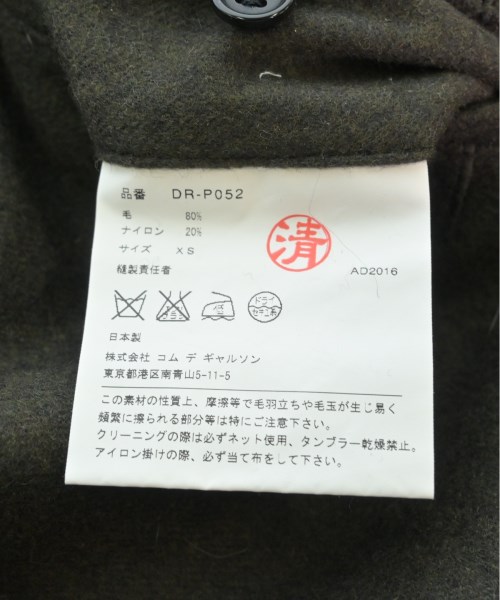 品番 DR-P052
毛 80%
ナイロン 20%
サイズ XS
縫製責任者
清
AD2016
ドライ
セキユ系
日本製
株式会社 コム デ ギャルソン
東京都港区南青山5-11-5
この素材の性質上、摩擦等で毛羽立ちや毛玉が生じ易く
頻繁に擦られる部分等は特にご注意下さい。
クリーニングの際は必ずネット使用、タンブラー乾燥禁止。
アイロン掛けの際、必ず当て布をして下さい。